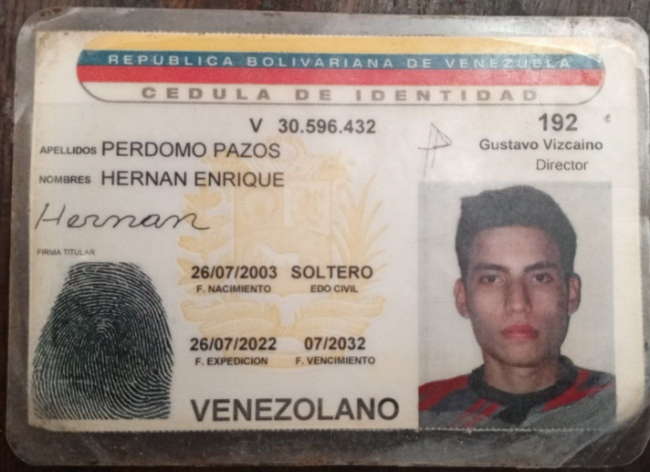 REPUBLICA BOLIVARIANA DE VENEZUELA
CEDULA DE IDENTIDAD
V 30.596.432
192
Gustavo Vizcaino
Director
APELLIDOS PERDOMO PAZOS
NOMBRES HERNAN ENRIQUE
Hernan
FIRMA TITULAR
26/07/2003 SOLTERO
F. NACIMIENTO EDO CIVIL
26/07/2022 07/2032
F. EXPEDICION F. VENCIMIENTO
VENEZOLANO